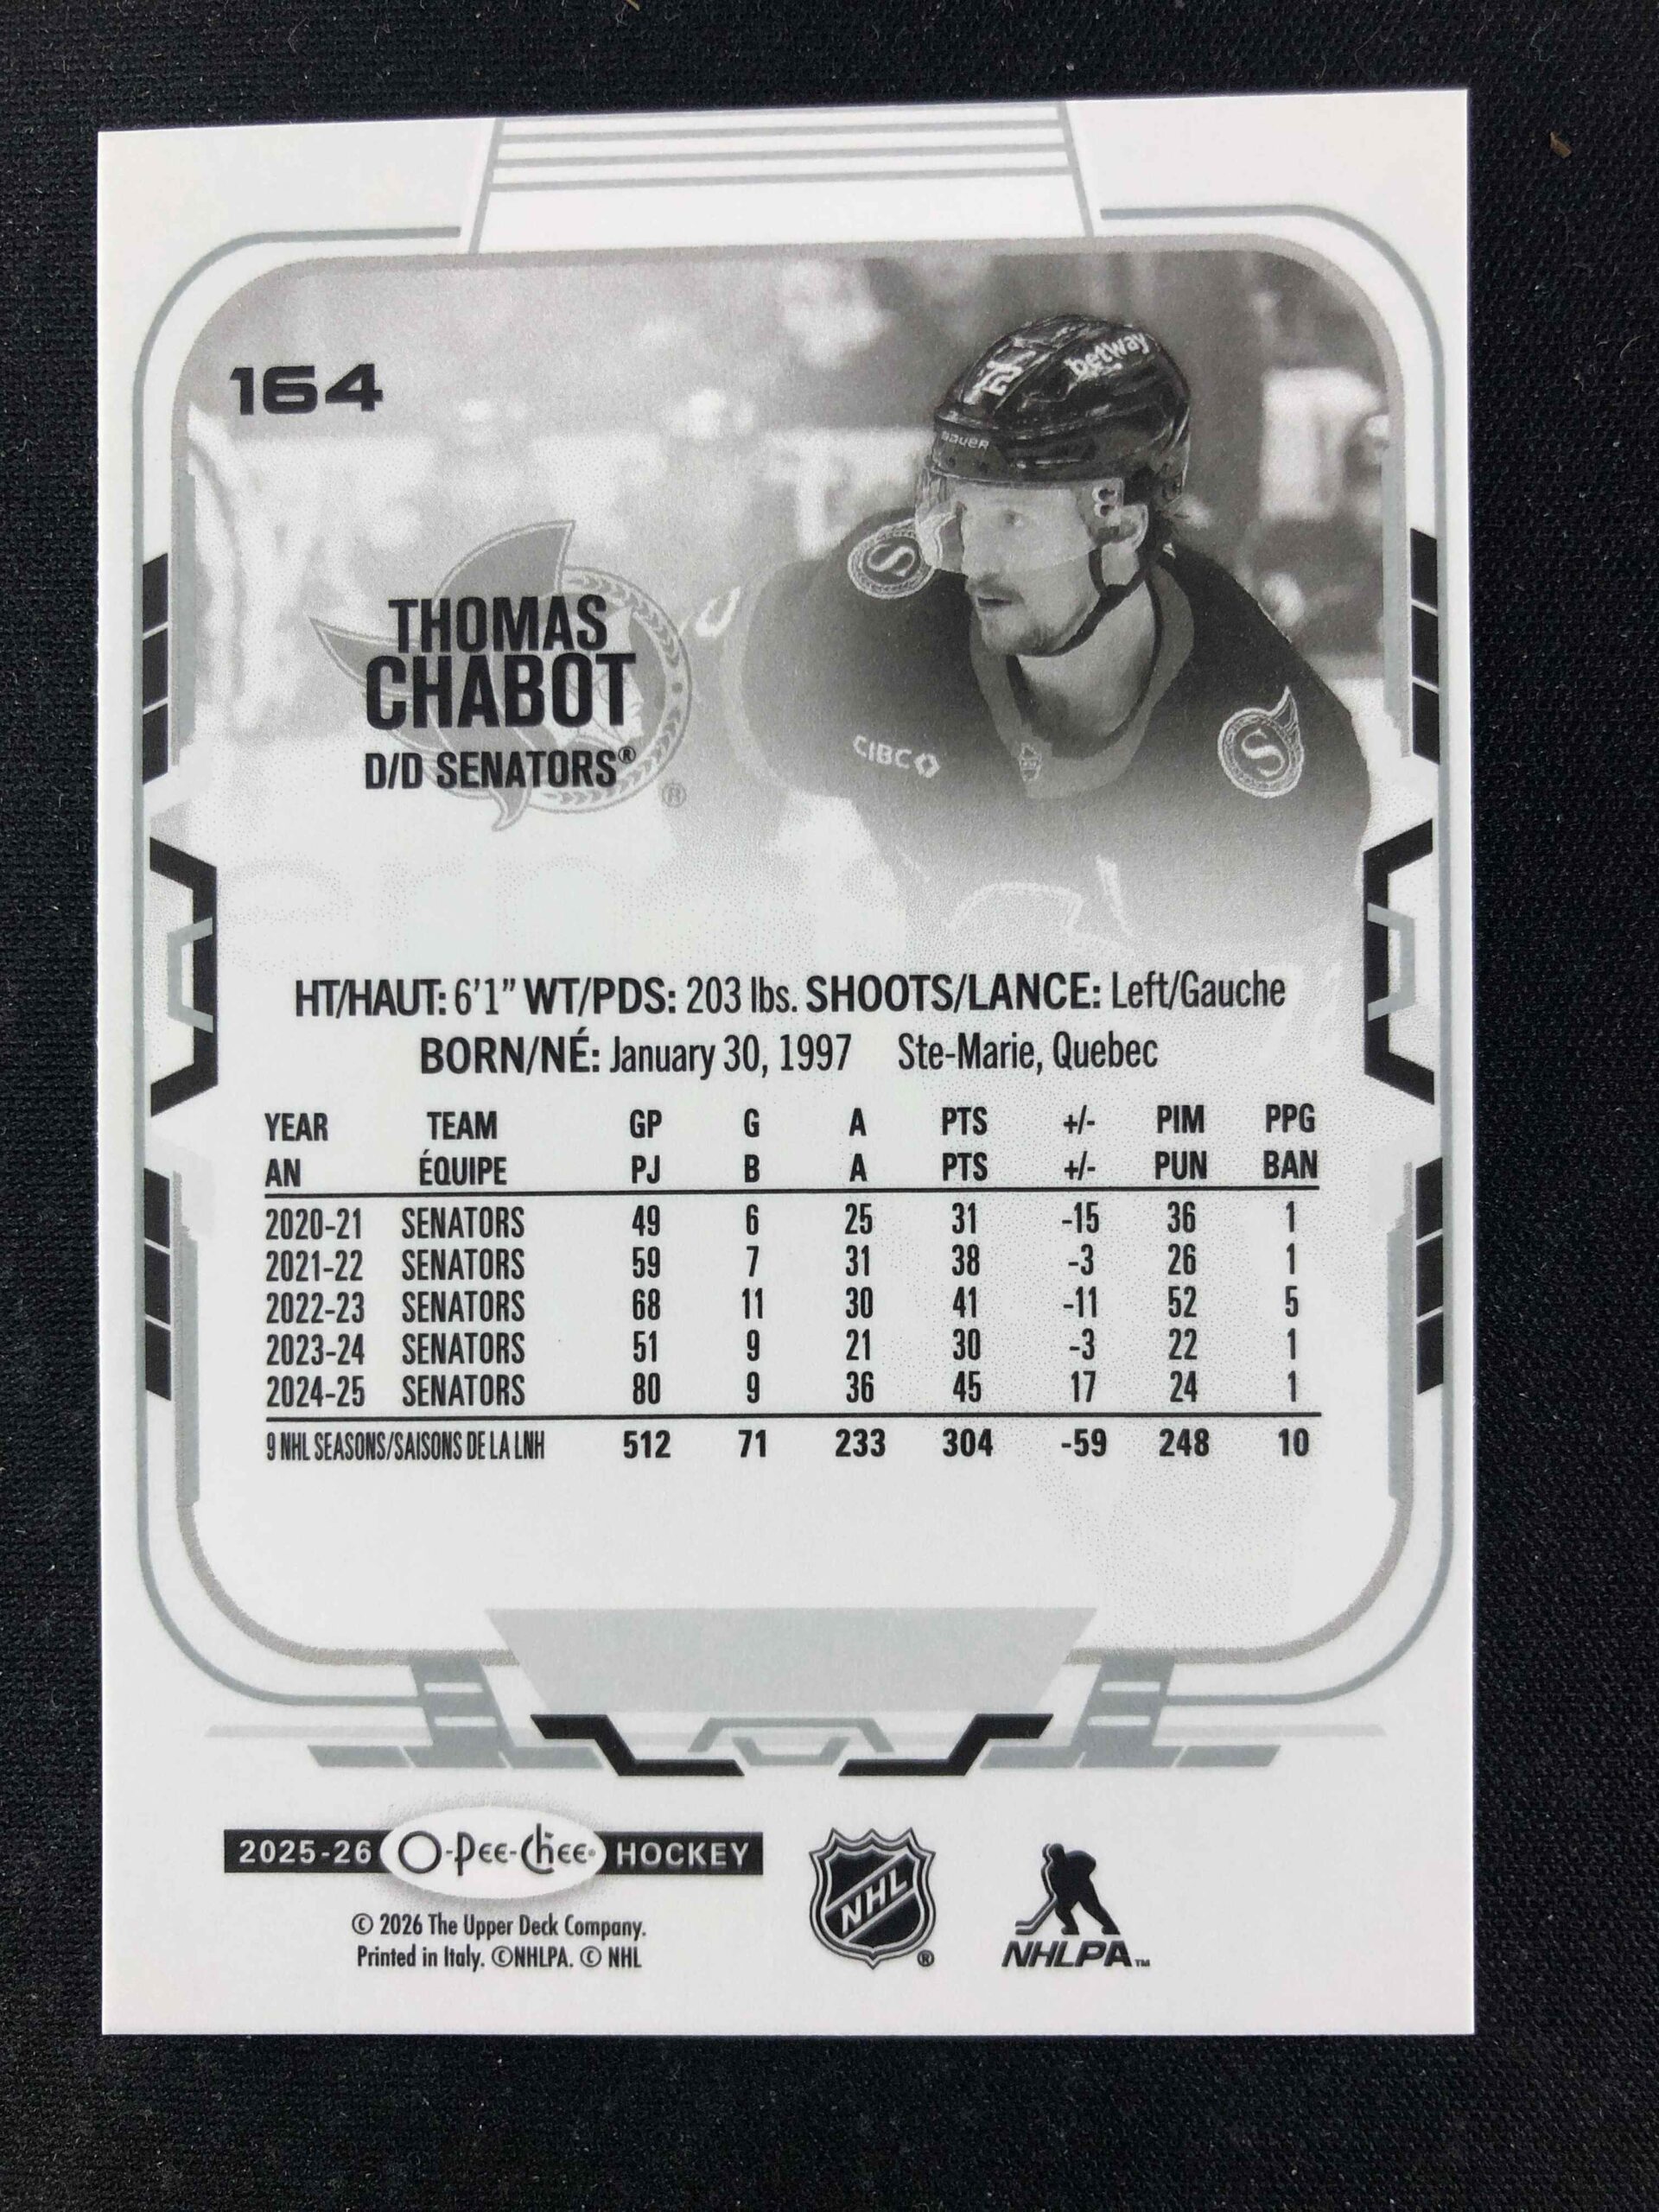 164
betway
BAUER
THOMAS
CHABOT
D/D SENATORS®
CIBC
HT/HAUT: 6'1" WT/PDS: 203 lbs. SHOOTS/LANCE: Left/Gauche
BORN/NÉ: January 30, 1997 Ste-Marie, Quebec
YEAR TEAM GP G A PTS +/- PIM PPG
AN ÉQUIPE PJ B A PTS +/- PUN BAN
2020-21 SENATORS 49 6 25 31 -15 36 1
2021-22 SENATORS 59 7 31 38 -3 26 1
2022-23 SENATORS 68 11 30 41 -11 52 5
2023-24 SENATORS 51 9 21 30 -3 22 1
2024-25 SENATORS 80 9 36 45 17 24 1
9 NHL SEASONS/SAISONS DE LA LNH 512 71 233 304 -59 248 10
2025-26 O-Pee-Chee HOCKEY
© 2026 The Upper Deck Company.
Printed in Italy. ©NHLPA. © NHL
NHL ®
NHLPA™